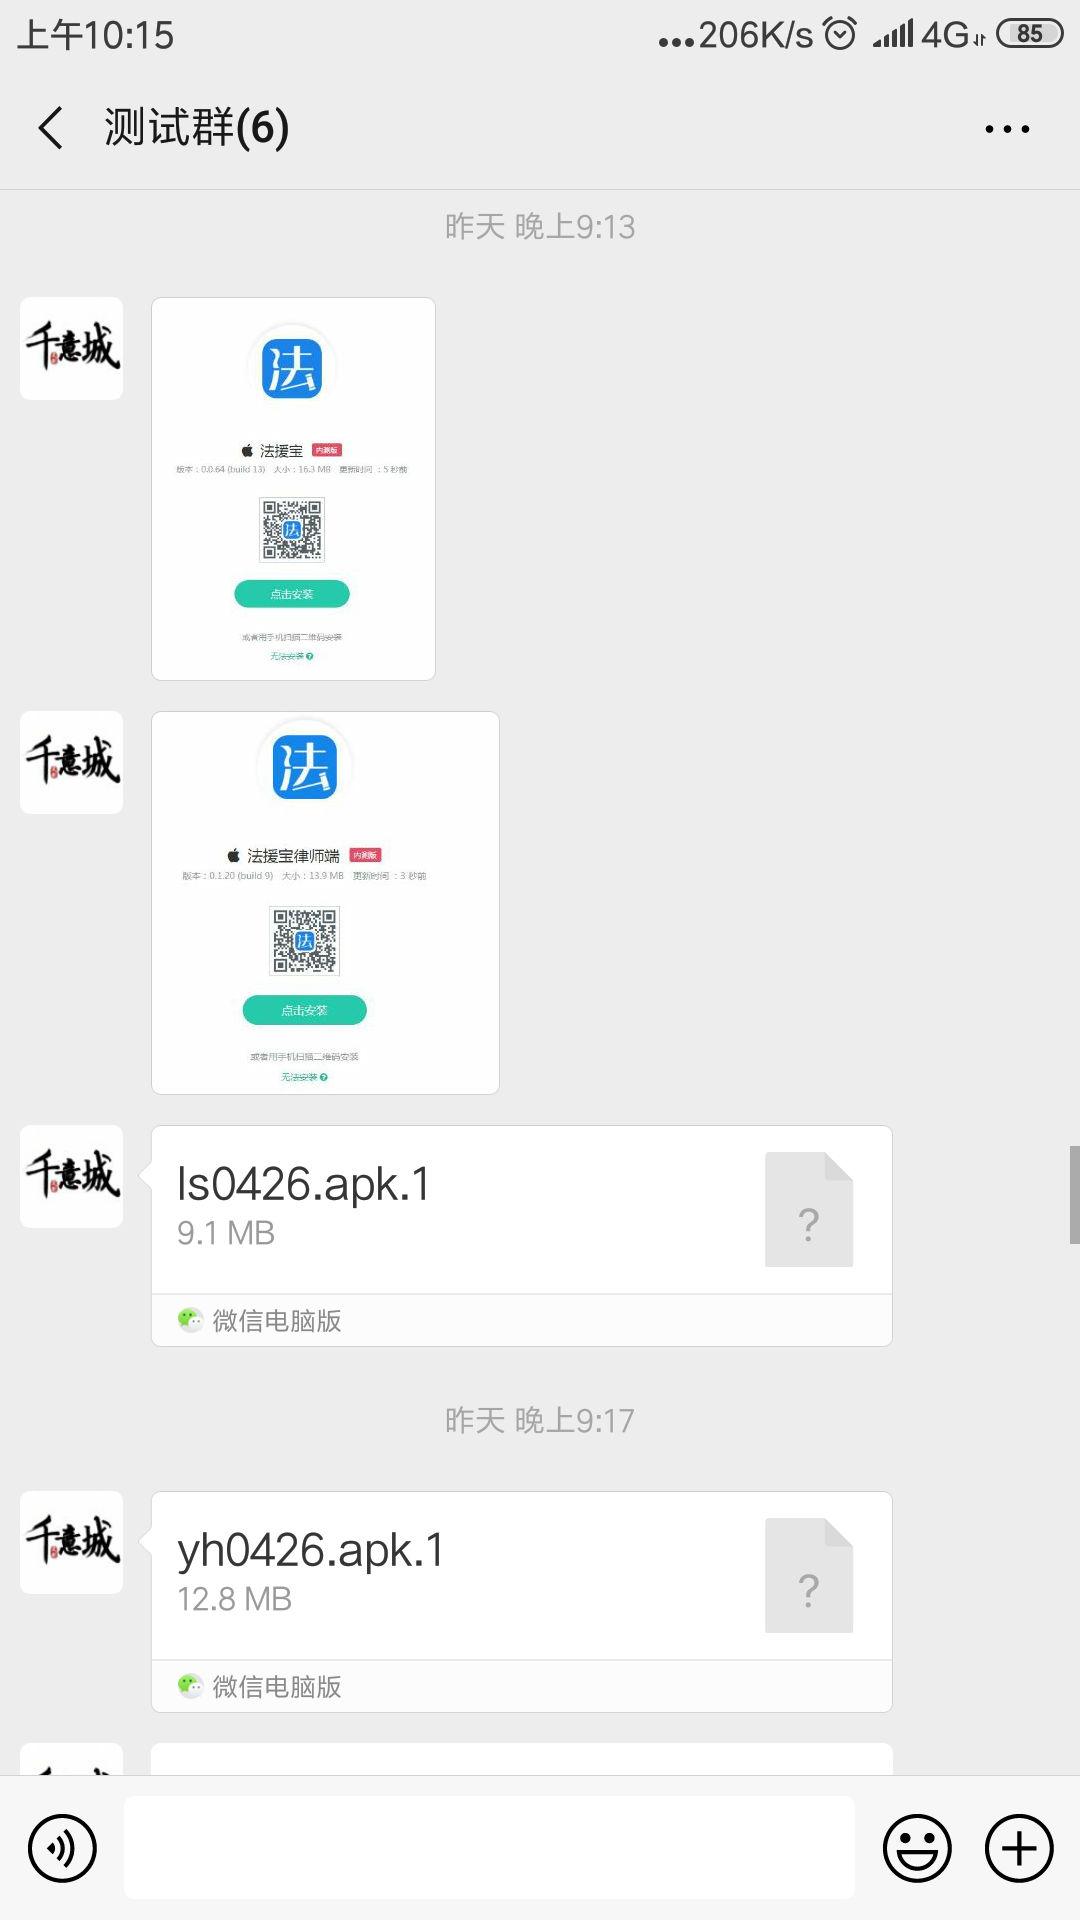 上午10:15
...206K/s 4G 85
测试群(6)
昨天 晚上9:13
千意城
法
法援宝 内测版
版本：0.0.64 (build 13) 大小：16.3 MB 更新时间 ：5 秒前
法
点击安装
或者用手机扫描二维码安装
无法安装 ?
千意城
法
法援宝律师端 内测版
版本：0.1.20 (build 9) 大小：13.9 MB 更新时间 ：3 秒前
法
点击安装
或者用手机扫描二维码安装
无法安装 ?
千意城
ls0426.apk.1
9.1 MB
?
微信电脑版
昨天 晚上9:17
千意城
yh0426.apk.1
12.8 MB
?
微信电脑版